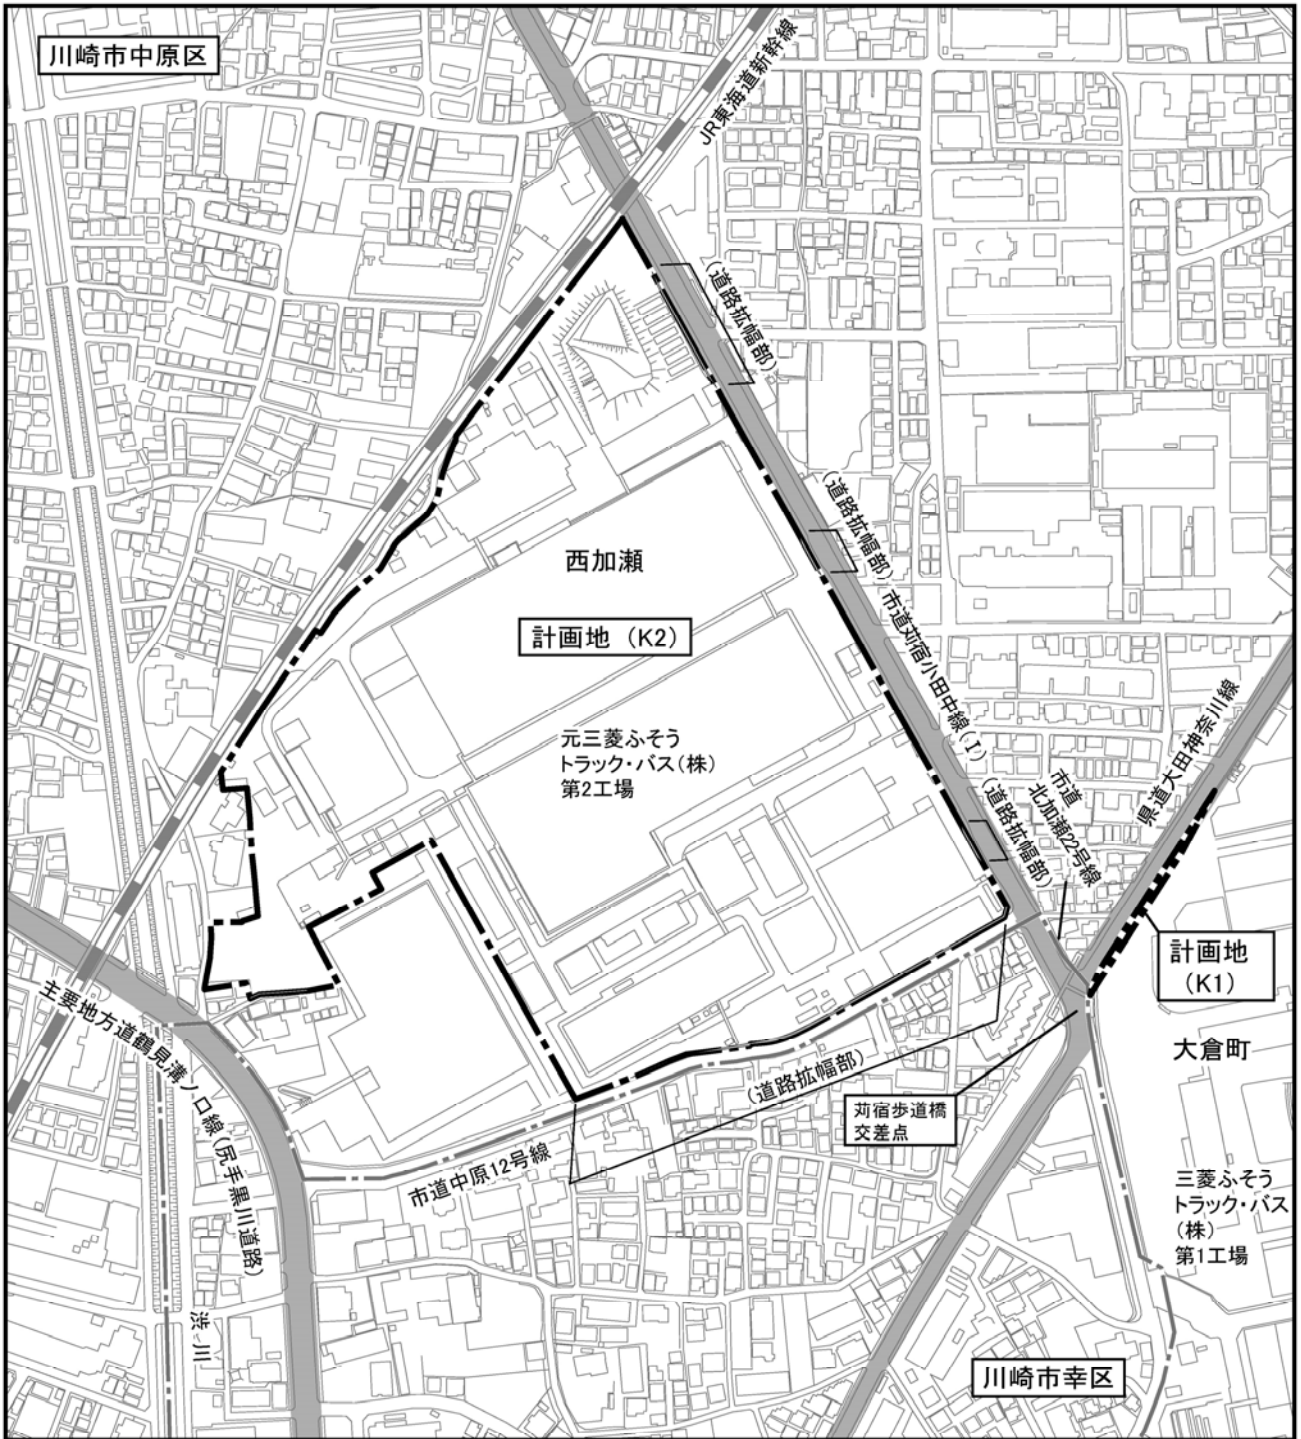 川崎市中原区
JR東海道新幹線
(道路拡幅部)
(道路拡幅部)
西加瀬
計画地 (K2)
市道苅宿小田中線(Ⅰ)
県道大田神奈川線
元三菱ふそう
トラック・バス(株)
第2工場
(道路拡幅部)
市道
北加瀬22号線
計画地
(K1)
主要地方道鶴見溝ノ口線(尻手黒川道路)
大倉町
(道路拡幅部)
苅宿歩道橋
交差点
市道中原12号線
三菱ふそう
トラック・バス
(株)
第1工場
渋川
川崎市幸区